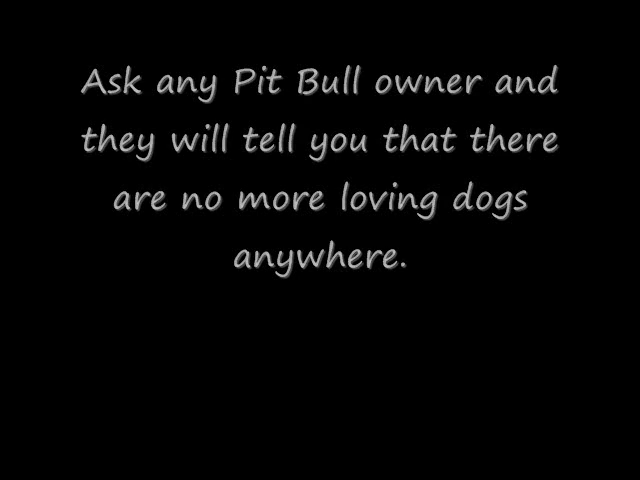 Ask any Pit Bull owner and
they will tell you that there
are no more loving dogs
anywhere.